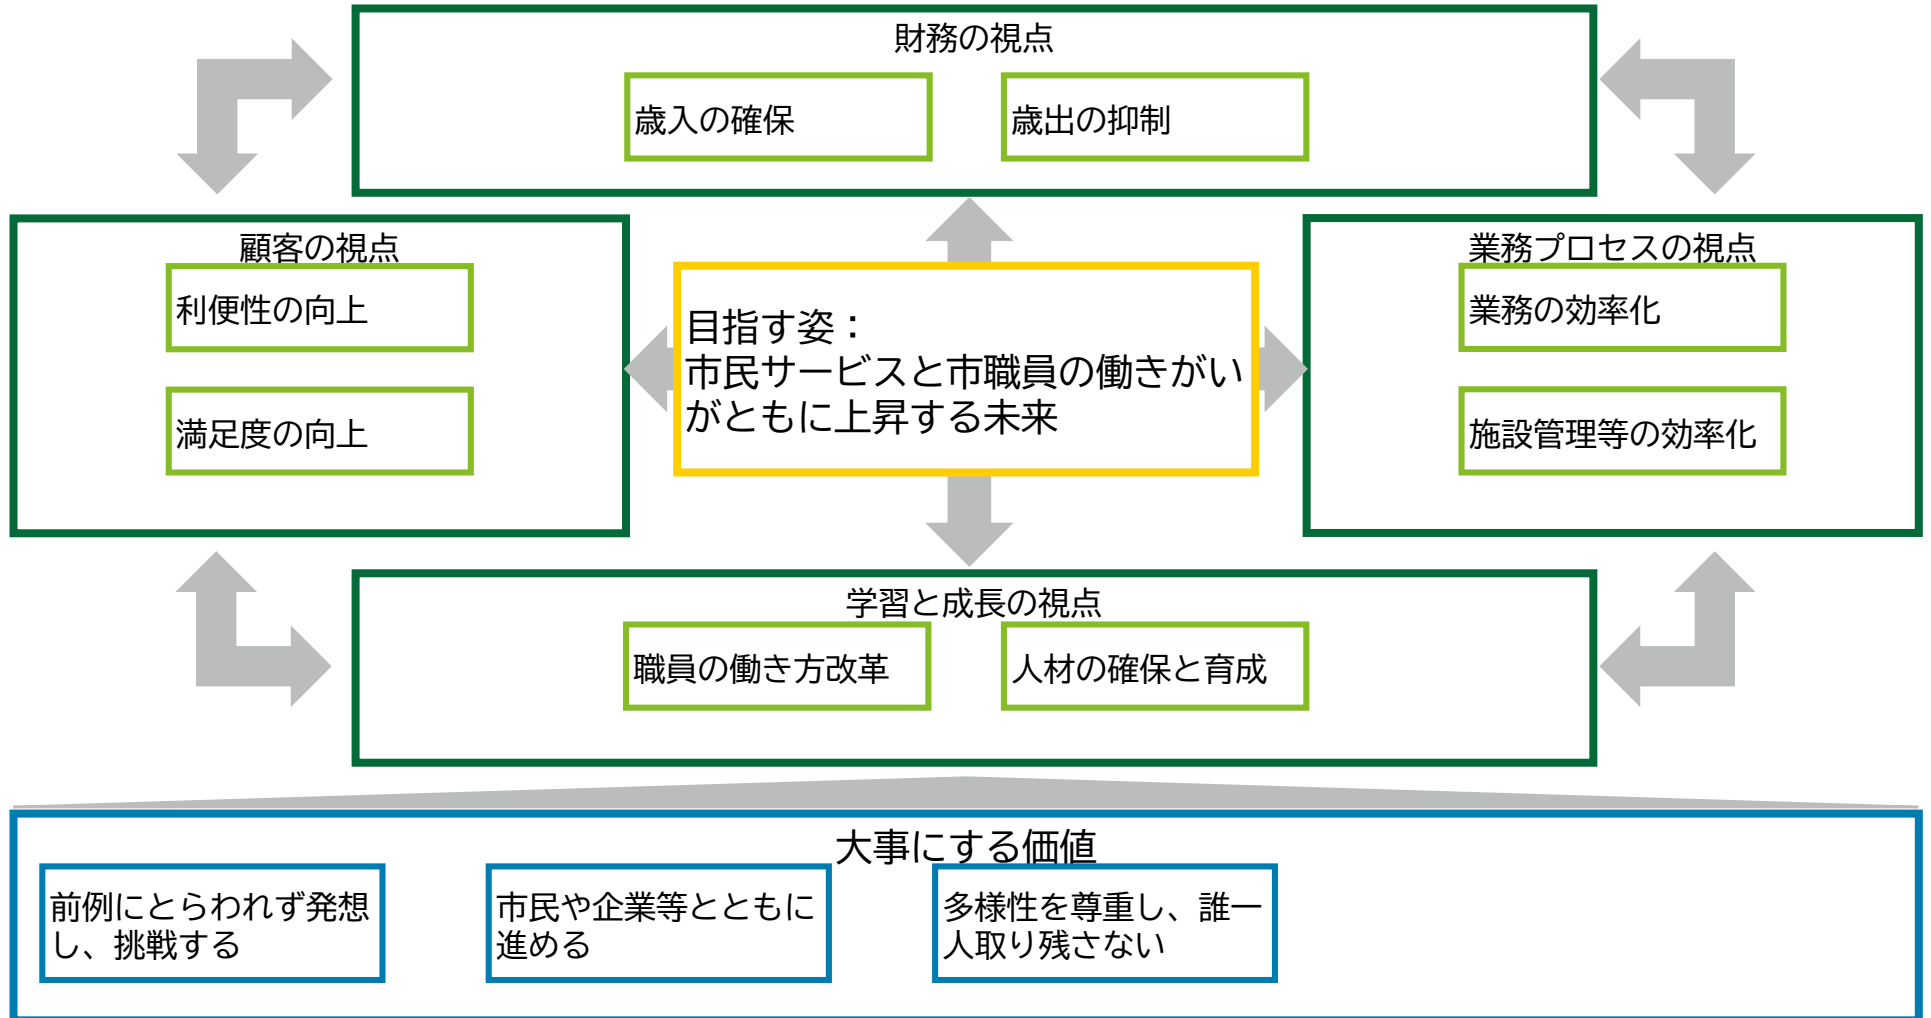 財務の視点
歳入の確保
歳出の抑制
顧客の視点
利便性の向上
満足度の向上
目指す姿：
市民サービスと市職員の働きがい
がともに上昇する未来
業務プロセスの視点
業務の効率化
施設管理等の効率化
学習と成長の視点
職員の働き方改革
人材の確保と育成
大事にする価値
前例にとらわれず発想
し、挑戦する
市民や企業等とともに
進める
多様性を尊重し、誰一
人取り残さない